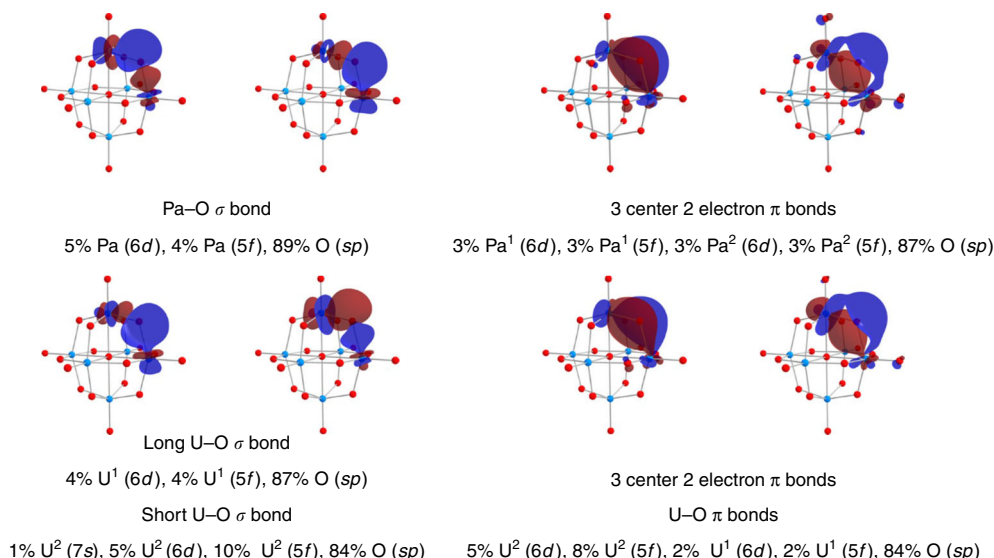 Pa–O σ bond
3 center 2 electron π bonds
5% Pa (6d), 4% Pa (5f), 89% O (sp)
3% Pa¹ (6d), 3% Pa¹ (5f), 3% Pa² (6d), 3% Pa² (5f), 87% O (sp)
Long U–O σ bond
4% U¹ (6d), 4% U¹ (5f), 87% O (sp)
3 center 2 electron π bonds
Short U–O σ bond
U–O π bonds
1% U² (7s), 5% U² (6d), 10% U² (5f), 84% O (sp)
5% U² (6d), 8% U² (5f), 2% U¹ (6d), 2% U¹ (5f), 84% O (sp)